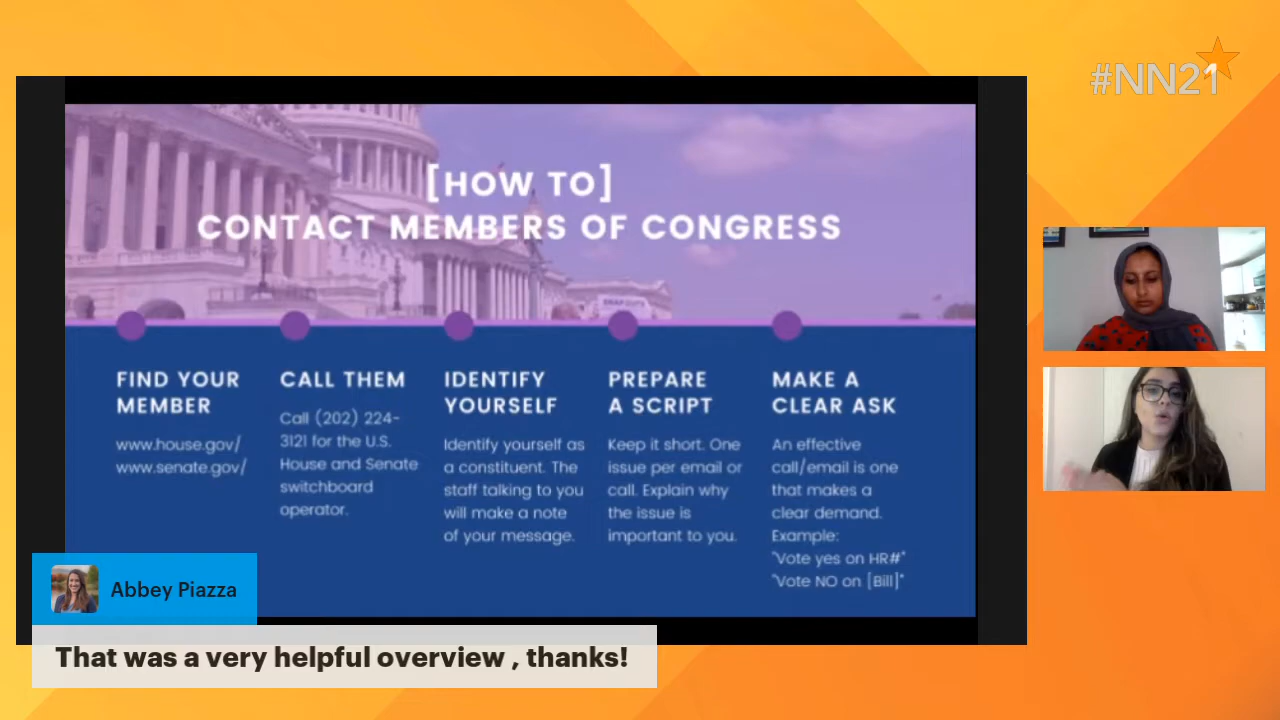 #NN21
[HOW TO]
CONTACT MEMBERS OF CONGRESS
FIND YOUR
MEMBER
www.house.gov/
www.senate.gov/
CALL THEM
Call (202) 224-
3121 for the U.S.
House and Senate
switchboard
operator.
IDENTIFY
YOURSELF
Identify yourself as
a constituent. The
staff talking to you
will make a note
of your message.
PREPARE
A SCRIPT
Keep it short. One
issue per email or
call. Explain why
the issue is
important to you.
MAKE A
CLEAR ASK
An effective
call/email is one
that makes a
clear demand.
Example:
"Vote yes on HR#"
"Vote NO on [Bill]"
Abbey Piazza
That was a very helpful overview , thanks!